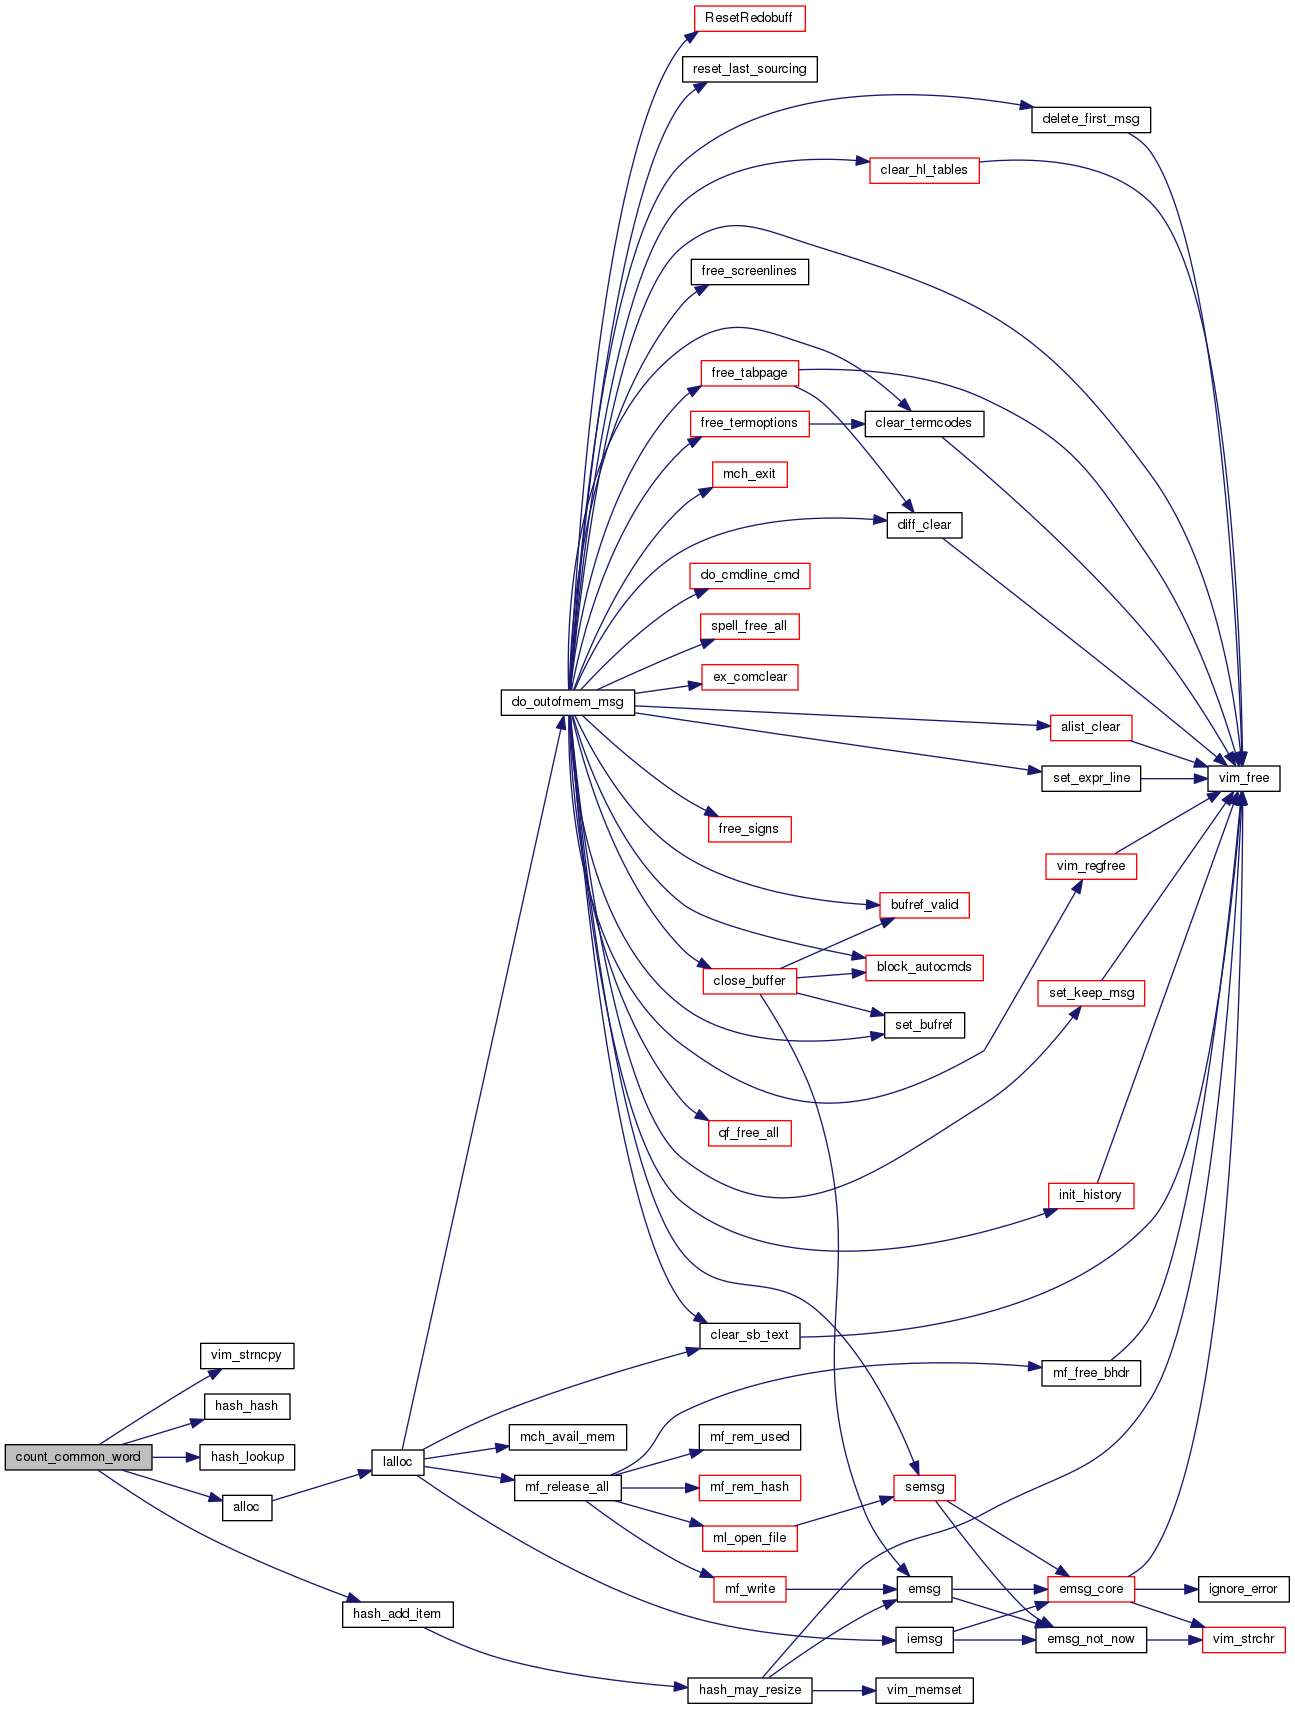 ResetRedobuff
reset_last_sourcing
delete_first_msg
clear_hl_tables
free_screenlines
free_tabpage
free_termoptions
clear_termcodes
mch_exit
diff_clear
do_cmdline_cmd
spell_free_all
ex_comclear
do_outofmem_msg
alist_clear
set_expr_line
vim_free
free_signs
vim_regfree
bufref_valid
block_autocmds
close_buffer
set_keep_msg
set_bufref
qf_free_all
init_history
clear_sb_text
vim_strncpy
mf_free_bhdr
hash_hash
mch_avail_mem
mf_rem_used
count_common_word
hash_lookup
lalloc
mf_release_all
mf_rem_hash
semsg
alloc
ml_open_file
mf_write
emsg
emsg_core
ignore_error
hash_add_item
iemsg
emsg_not_now
vim_strchr
hash_may_resize
vim_memset